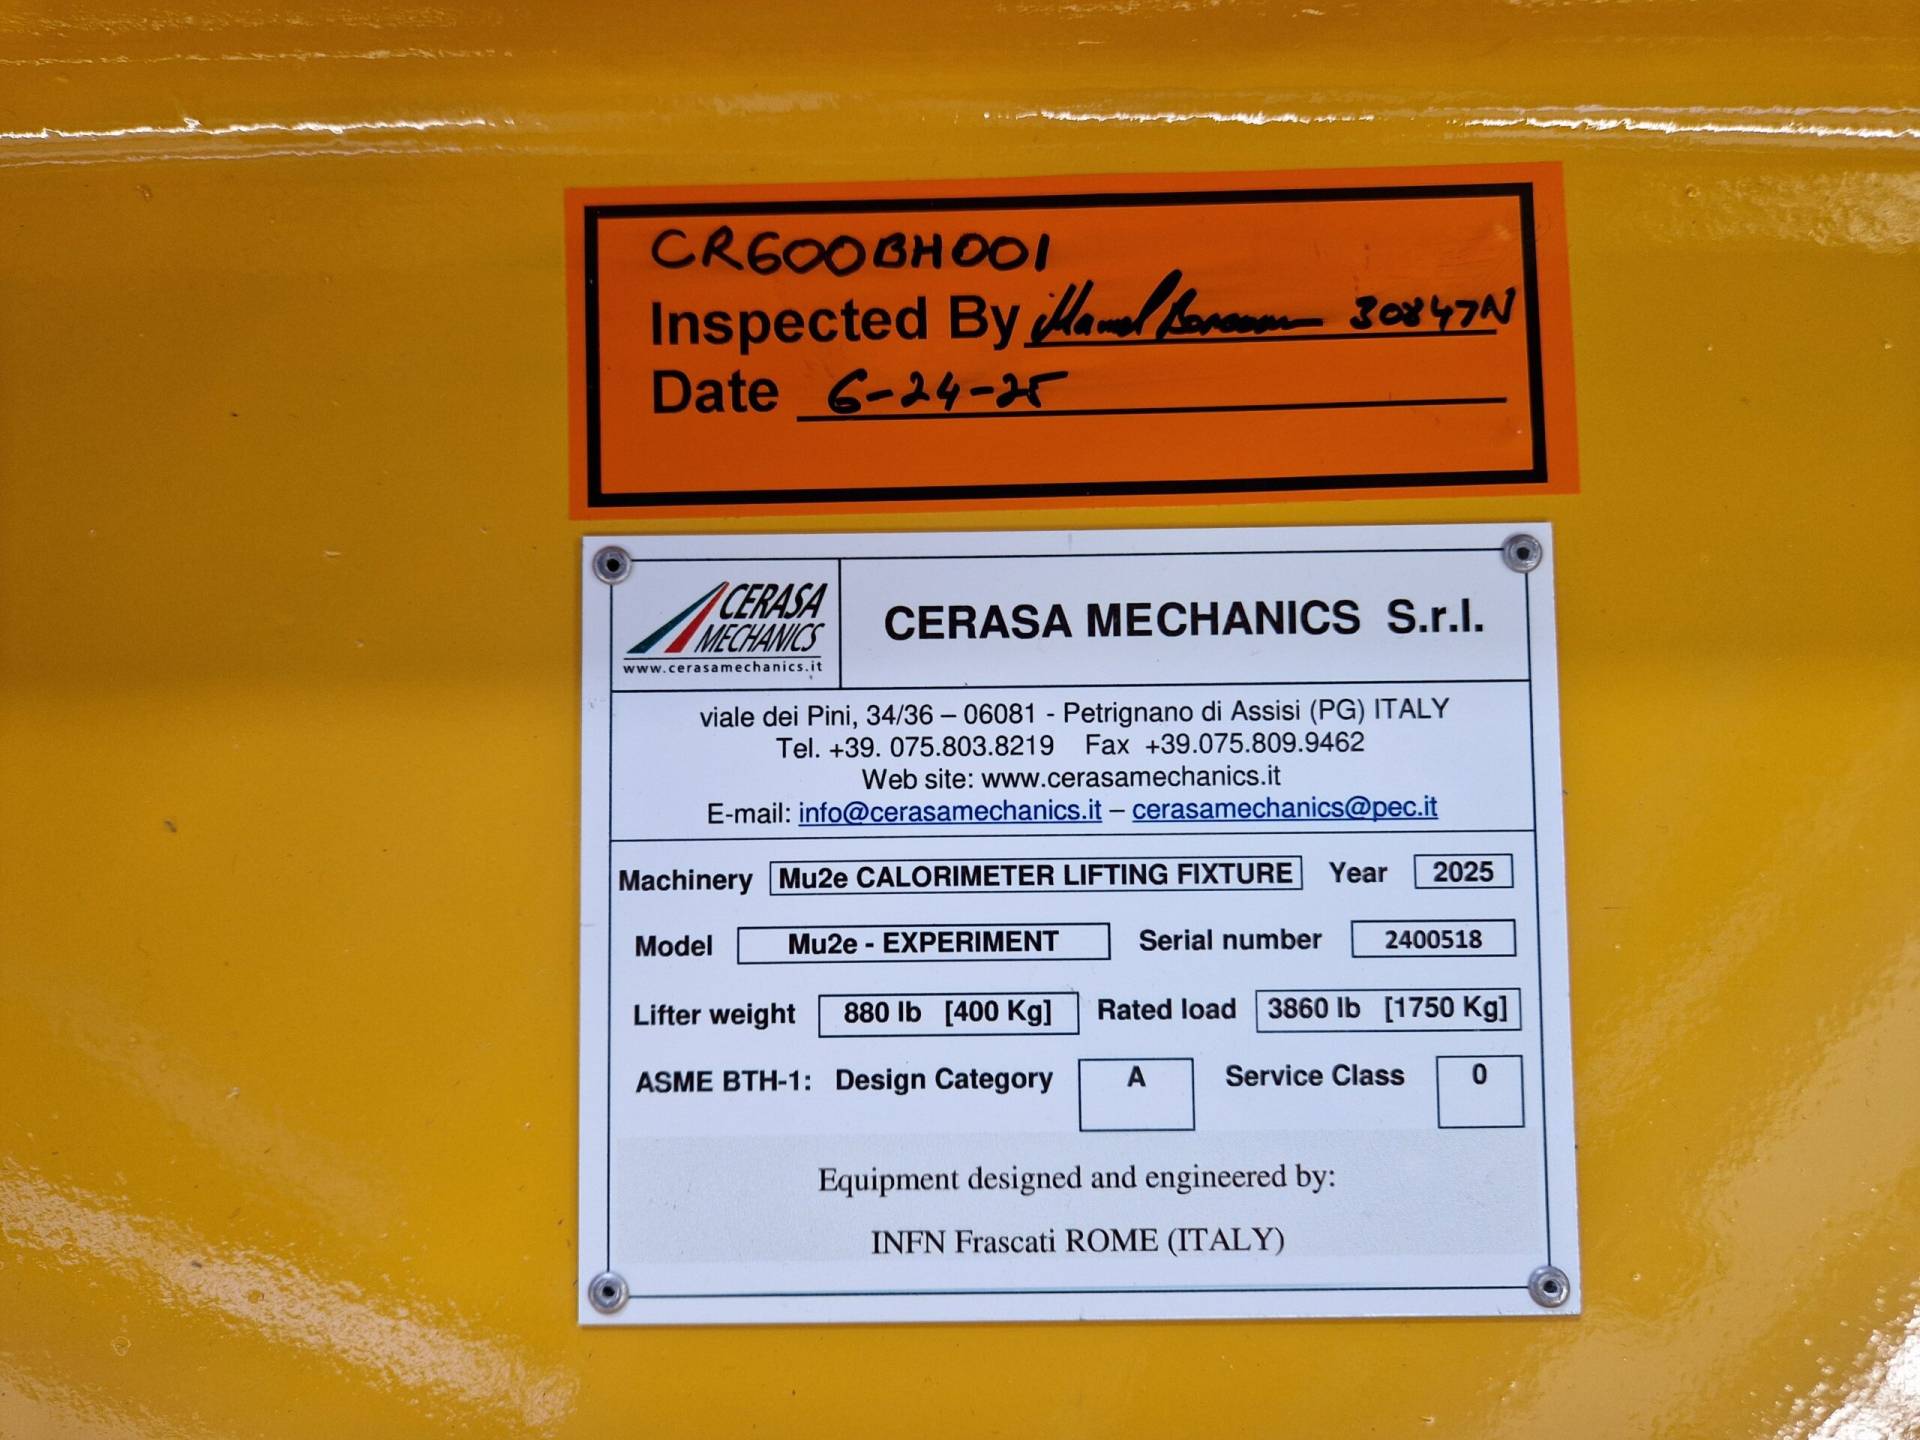 CR600BH001
Inspected By 30847N
Date 6-24-25
CERASA
MECHANICS
www.cerasamechanics.it
CERASA MECHANICS S.r.l.
viale dei Pini, 34/36 – 06081 - Petrignano di Assisi (PG) ITALY
Tel. +39. 075.803.8219 Fax +39.075.809.9462
Web site: www.cerasamechanics.it
E-mail: info@cerasamechanics.it – cerasamechanics@pec.it
Machinery Mu2e CALORIMETER LIFTING FIXTURE Year 2025
Model Mu2e - EXPERIMENT Serial number 2400518
Lifter weight 880 lb [400 Kg] Rated load 3860 lb [1750 Kg]
ASME BTH-1: Design Category A Service Class 0
Equipment designed and engineered by:
INFN Frascati ROME (ITALY)